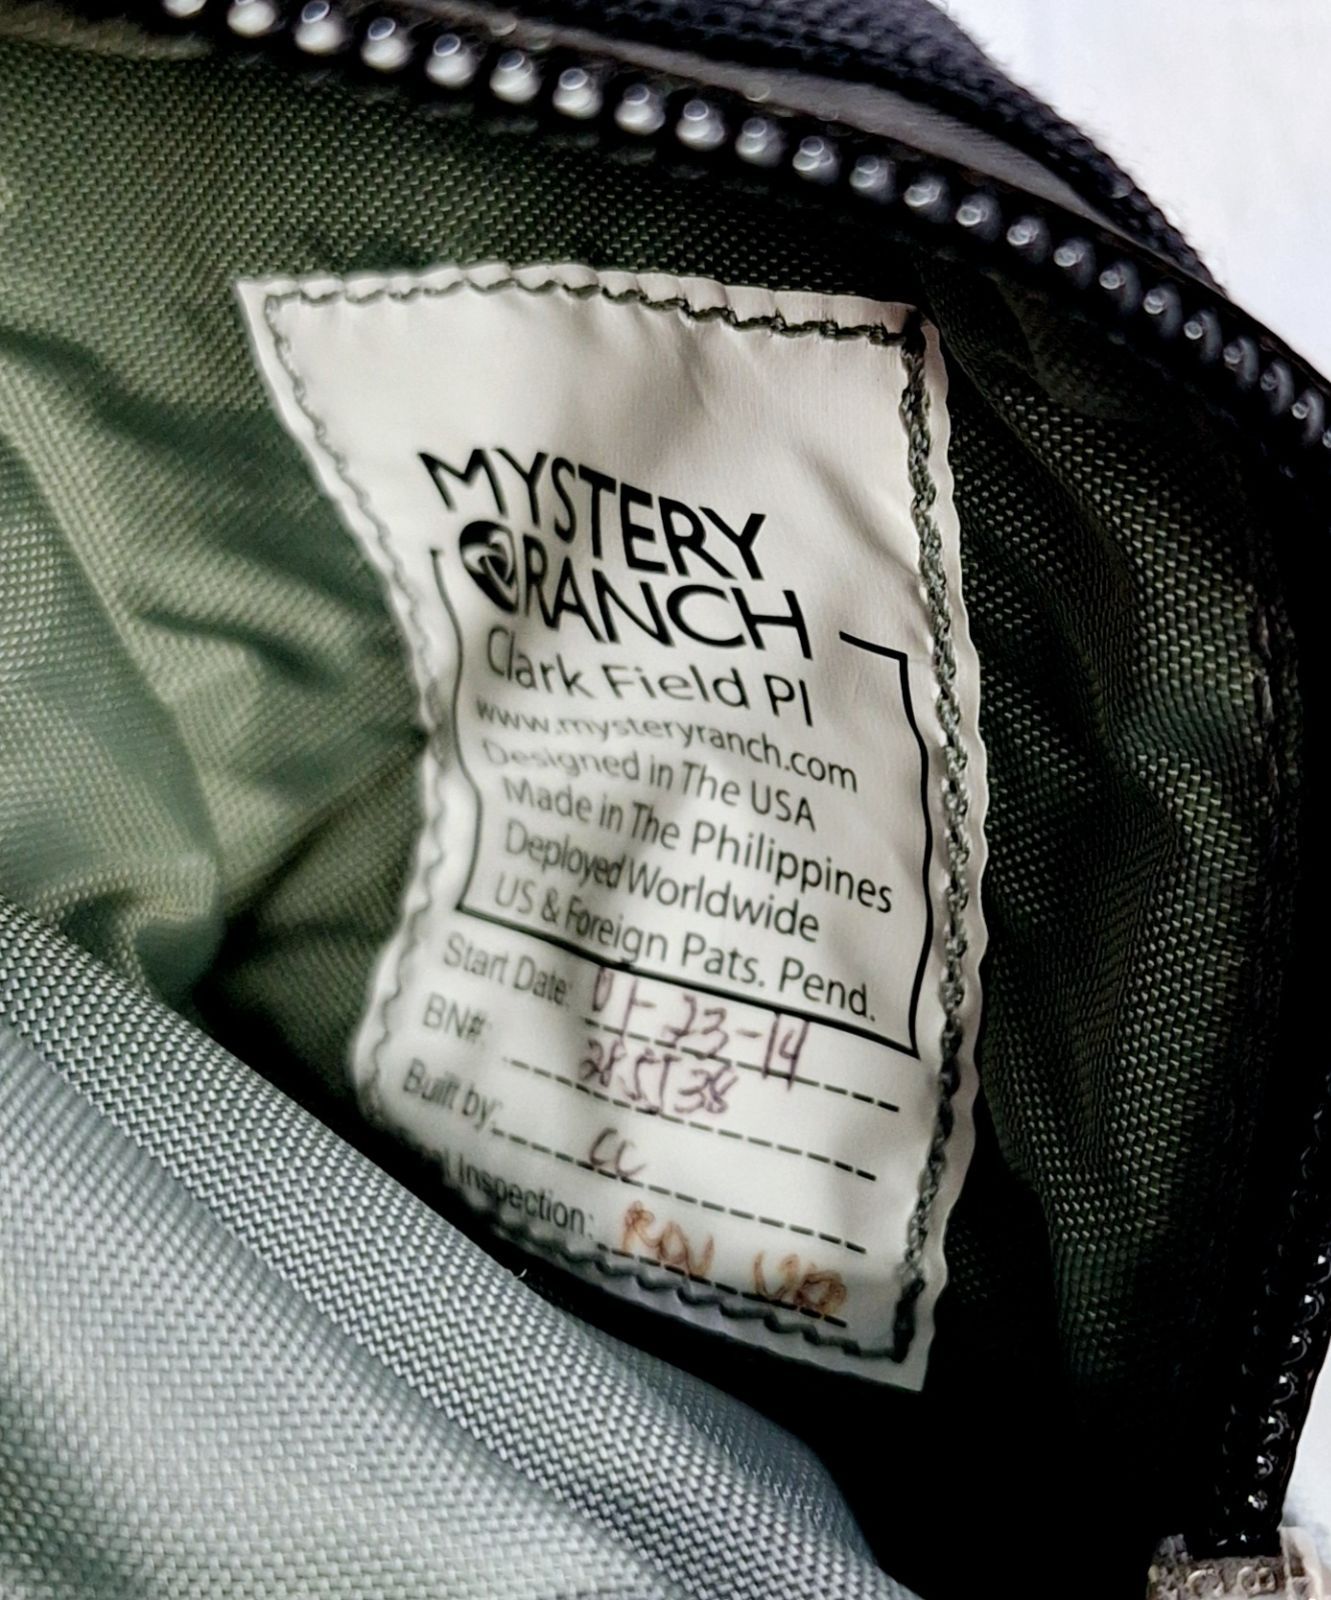 MYSTERY
RANCH
Clark Field PI
www.mysteryranch.com
Designed in The USA
Made in The Philippines
Deployed Worldwide
US & Foreign Pats. Pend.
Start Date: 01-23-14
BN#: 285138
Built by: CC
Inspection: